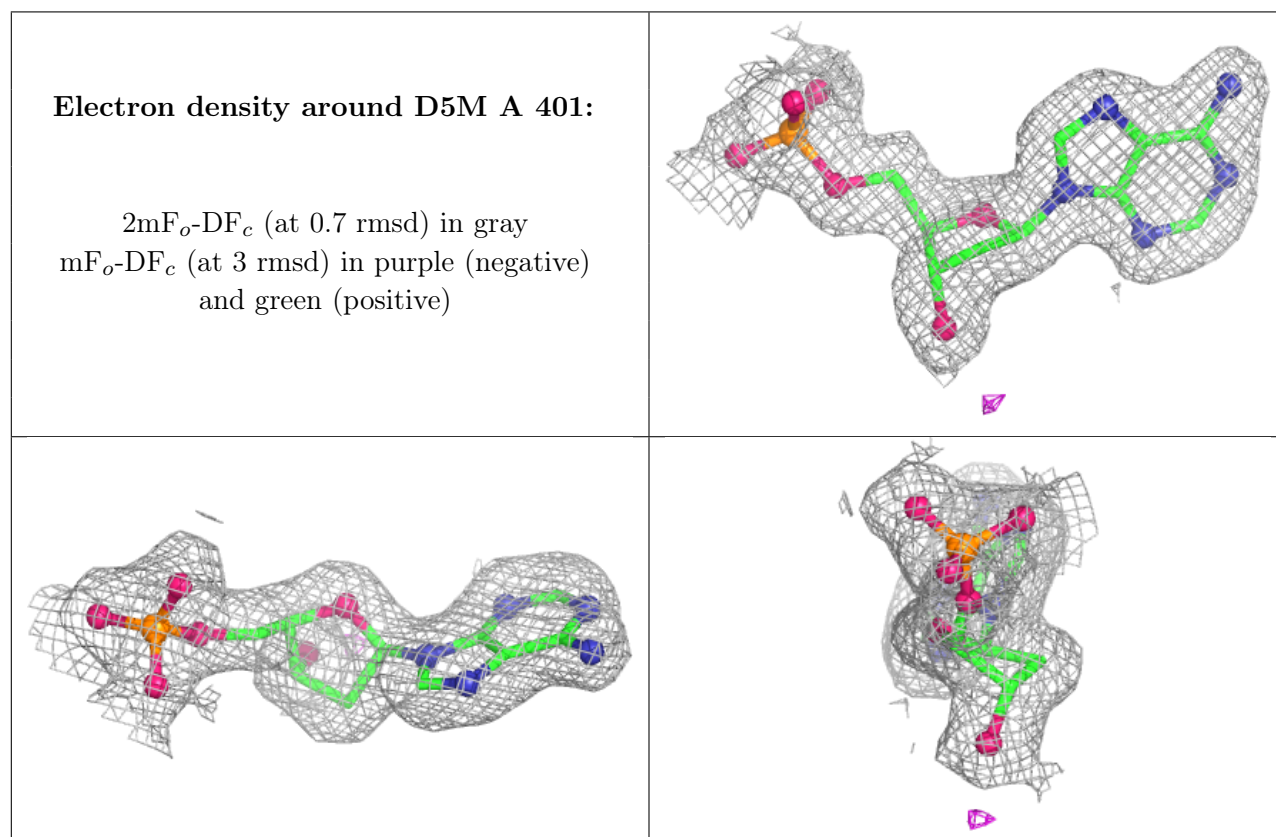 Electron density around D5M A 401:
2mFo-DFc (at 0.7 rmsd) in gray
mFo-DFc (at 3 rmsd) in purple (negative)
and green (positive)